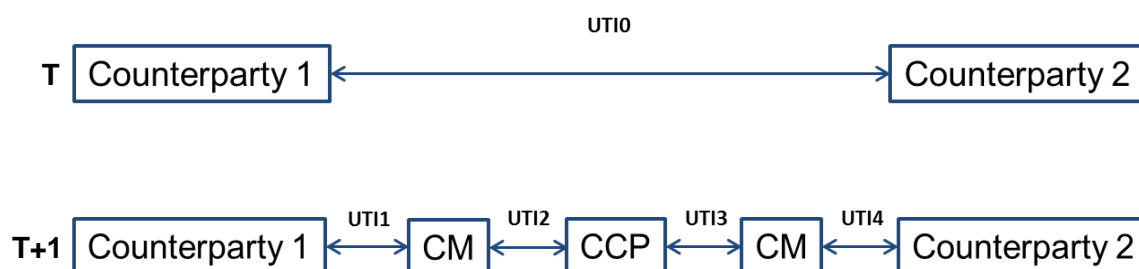 UTI0
T Counterparty 1 Counterparty 2
UTI1 UTI2 UTI3 UTI4
T+1 Counterparty 1 CM CCP CM Counterparty 2